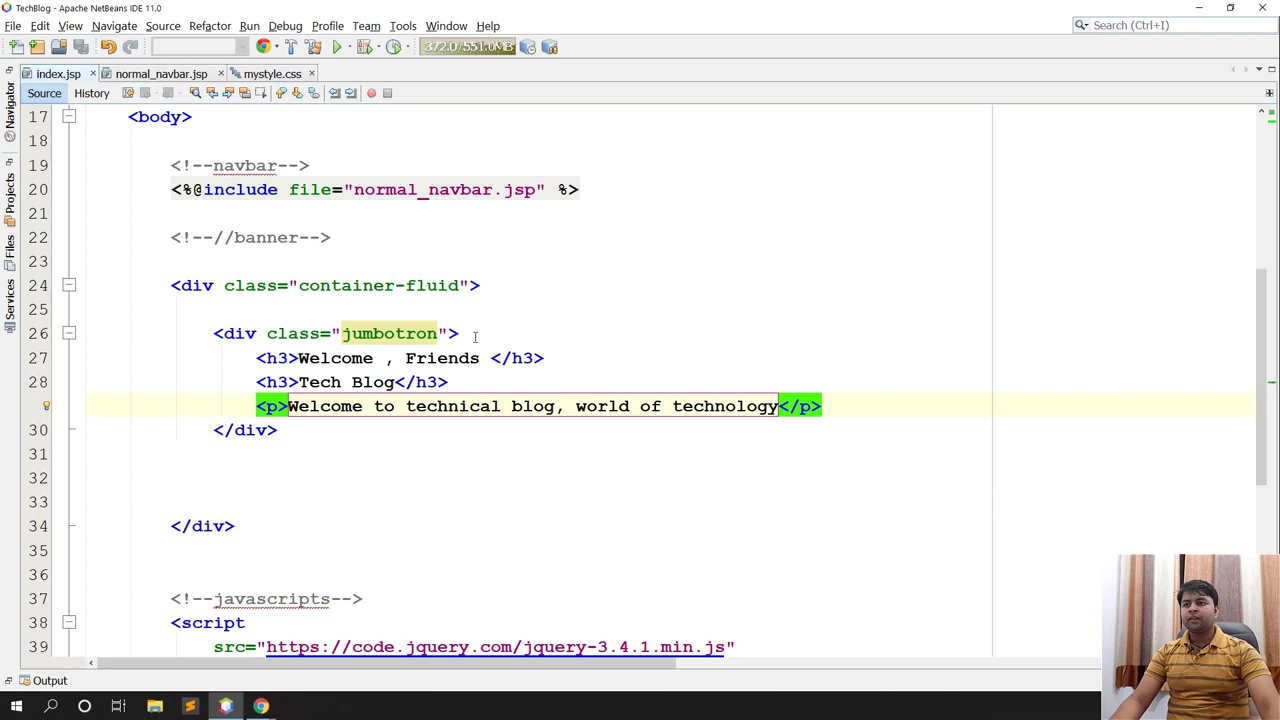 TechBlog - Apache NetBeans IDE 11.0
File Edit View Navigate Source Refactor Run Debug Profile Team Tools Window Help
Search (Ctrl+I)
372.0/551.0MB
index.jsp normal_navbar.jsp mystyle.css
Source History
Navigator
Projects
Files
Services
17 <body>
18
19 <!--navbar-->
20 <%@include file="normal_navbar.jsp" %>
21
22 <!--//banner-->
23
24 <div class="container-fluid">
25
26 <div class="jumbotron">
27 <h3>Welcome , Friends </h3>
28 <h3>Tech Blog</h3>
<p>Welcome to technical blog, world of technology</p>
30 </div>
31
32
33
34 </div>
35
36
37 <!--javascripts-->
38 <script
39 src="https://code.jquery.com/jquery-3.4.1.min.js"
Output